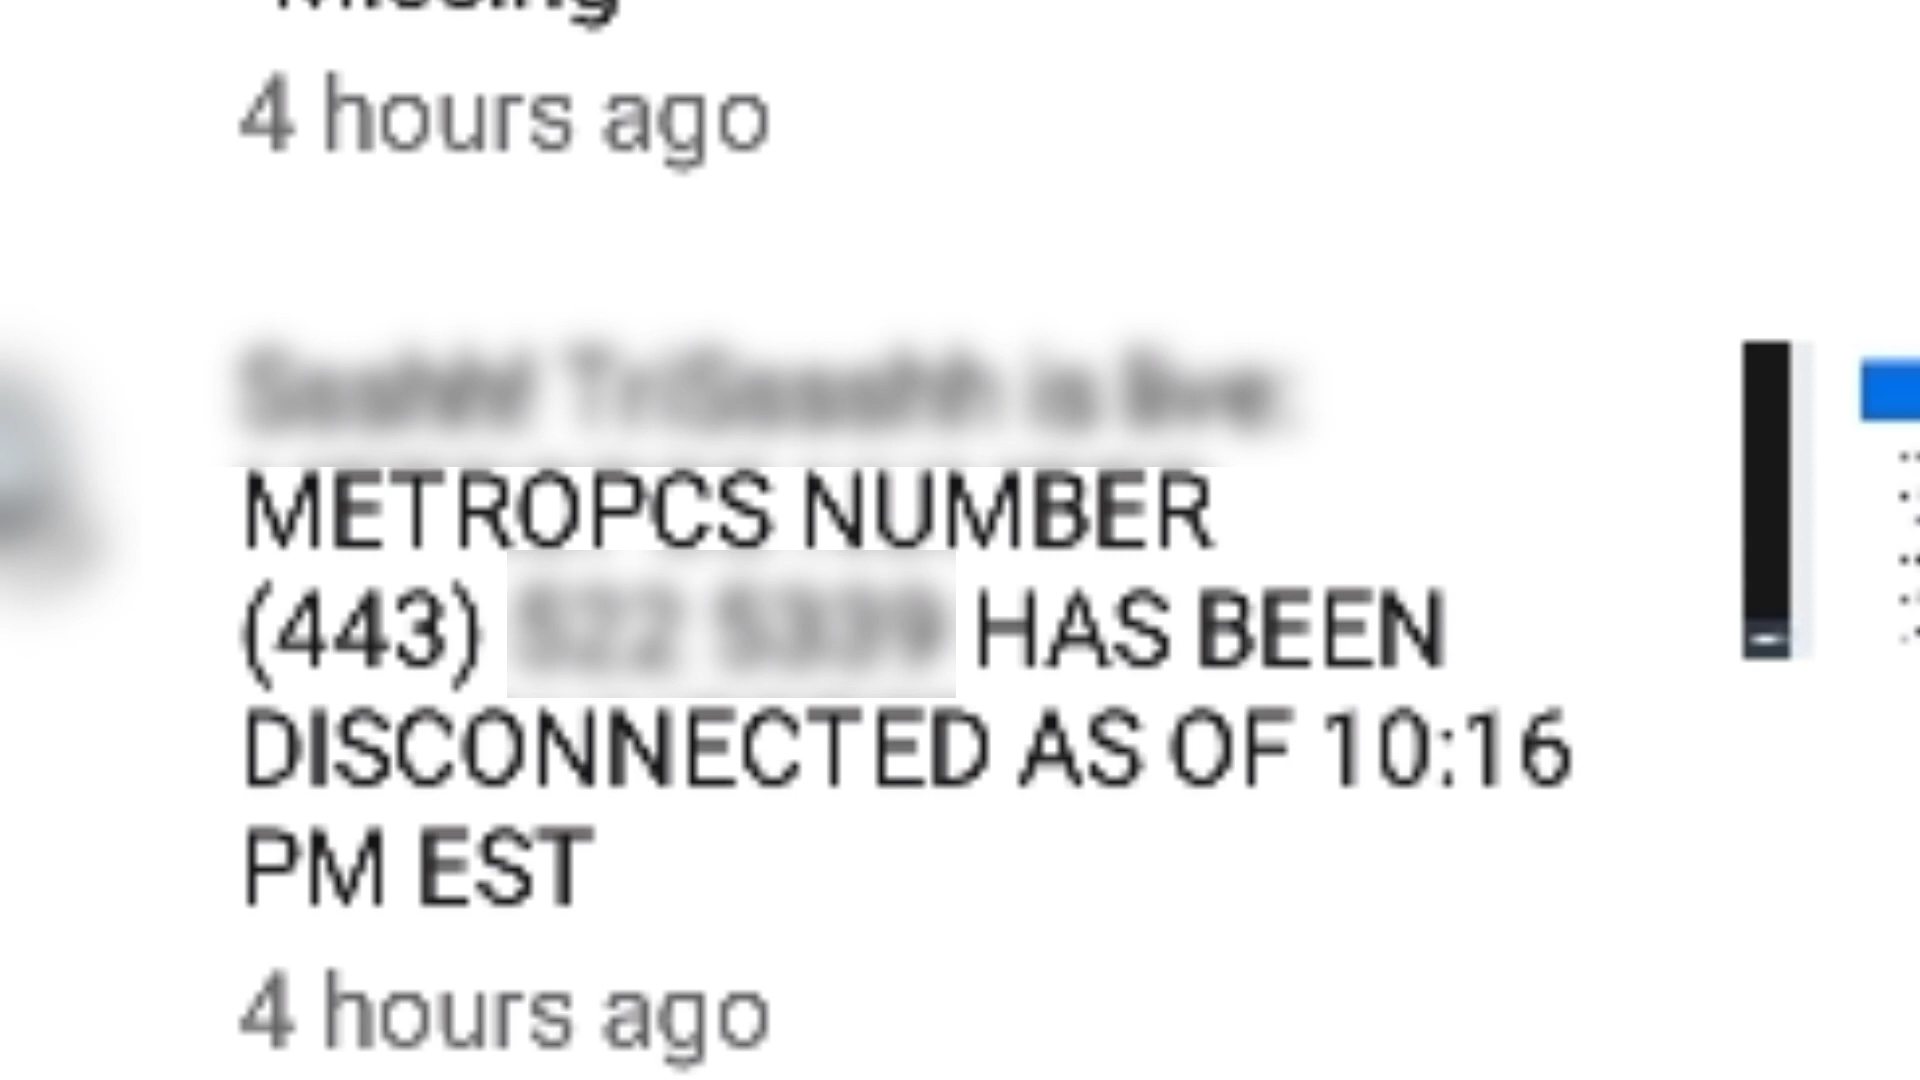 4 hours ago
METROPCS NUMBER
(443) HAS BEEN
DISCONNECTED AS OF 10:16
PM EST
4 hours ago